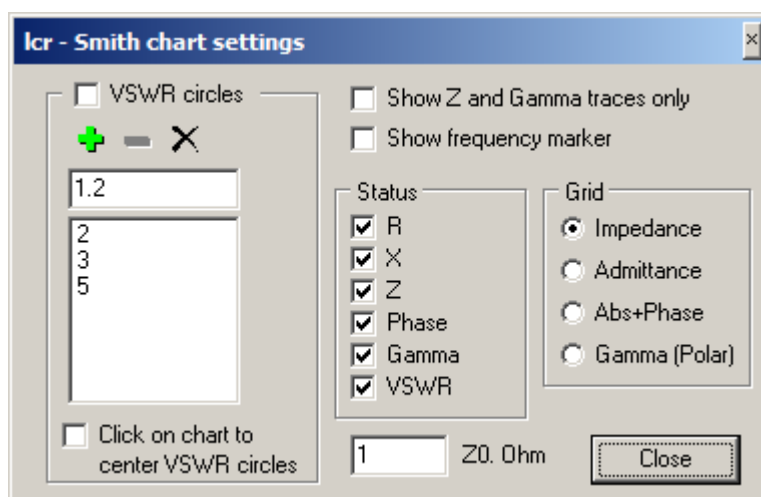 lcr - Smith chart settings
VSWR circles
1.2
2
3
5
Click on chart to
center VSWR circles
Show Z and Gamma traces only
Show frequency marker
Status
R
X
Z
Phase
Gamma
VSWR
Grid
Impedance
Admittance
Abs+Phase
Gamma (Polar)
1 Z0. Ohm
Close